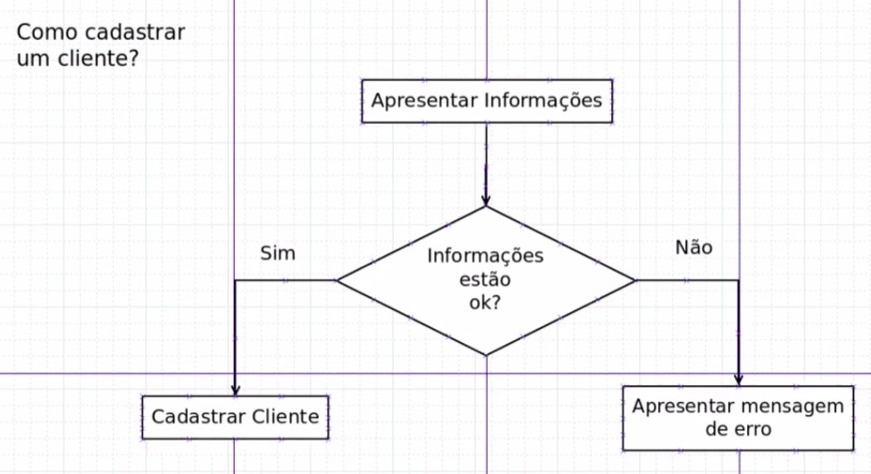 Como cadastrar
um cliente?
Apresentar Informações
Informações
estão
ok?
Sim
Não
Cadastrar Cliente
Apresentar mensagem
de erro